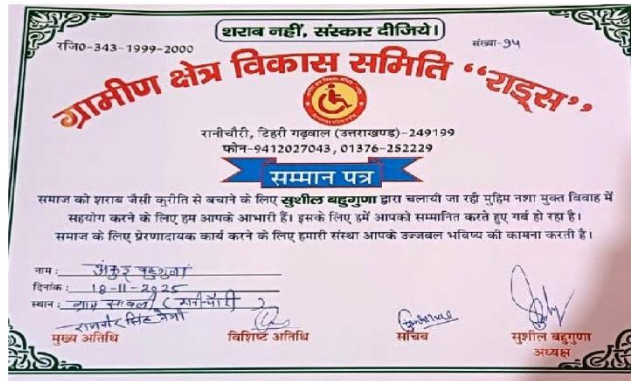 शराब नहीं, संस्कार दीजिये।
रजि0-343-1999-2000
संख्या-१५
ग्रामीण क्षेत्र विकास समिति “राड्स”
रानीचौरी, टिहरी गढ़वाल (उत्तराखण्ड)-249199
फोन-9412027043, 01376-252229
सम्मान पत्र
समाज को शराब जैसी कुरीति से बचाने के लिए सुशील बहुगुणा द्वारा चलायी जा रही मुहिम नशा मुक्त विवाह में
सहयोग करने के लिए हम आपके आभारी हैं। इसके लिए हमें आपको सम्मानित करते हुए गर्व हो रहा है।
समाज के लिए प्रेरणादायक कार्य करने के लिए हमारी संस्था आपके उज्जवल भविष्य की कामना करती है।
नाम : अंकुर बहुगुणा
दिनांक : 18-11-2025
स्थान : ग्राम साबली (रानीचौरी)
मुख्य अतिथि
विशिष्ट अतिथि
सचिव
सुशील बहुगुणा
अध्यक्ष